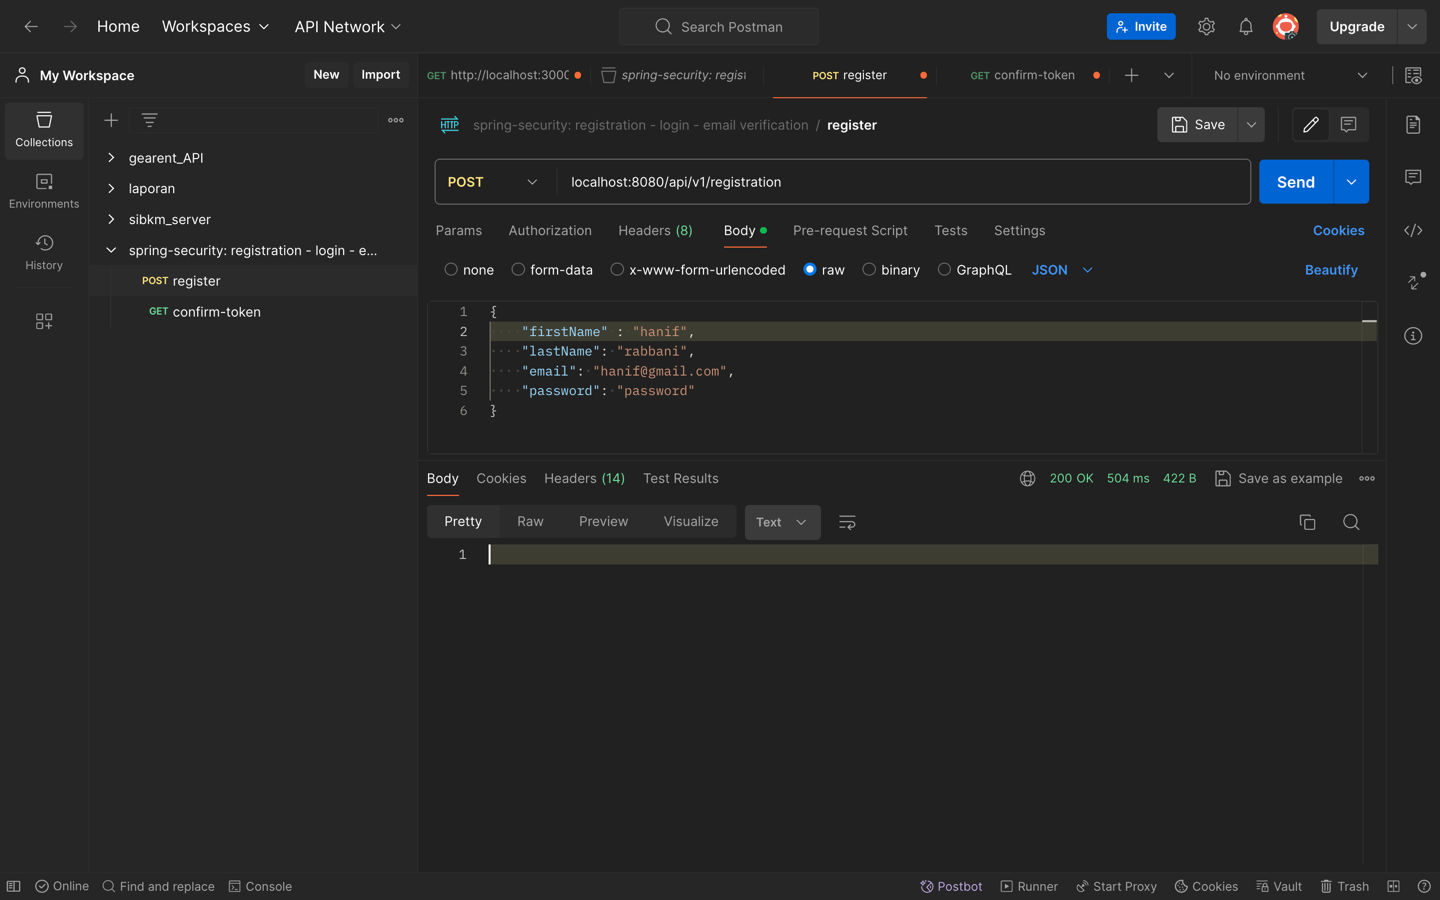 Home Workspaces API Network Search Postman Invite Upgrade
My Workspace New Import GET http://localhost:3000 spring-security: regist POST register GET confirm-token No environment
Collections
Environments
History
gearent_API
laporan
sibkm_server
spring-security: registration - login - e...
POST register
GET confirm-token
HTTP spring-security: registration - login - email verification / register Save
POST localhost:8080/api/v1/registration Send
Params Authorization Headers (8) Body Pre-request Script Tests Settings Cookies
none form-data x-www-form-urlencoded raw binary GraphQL JSON Beautify
1 {
2 "firstName" : "hanif",
3 "lastName": "rabbani",
4 "email": "hanif@gmail.com",
5 "password": "password"
6 }
Body Cookies Headers (14) Test Results 200 OK 504 ms 422 B Save as example
Pretty Raw Preview Visualize Text
1
Online Find and replace Console Postbot Runner Start Proxy Cookies Vault Trash